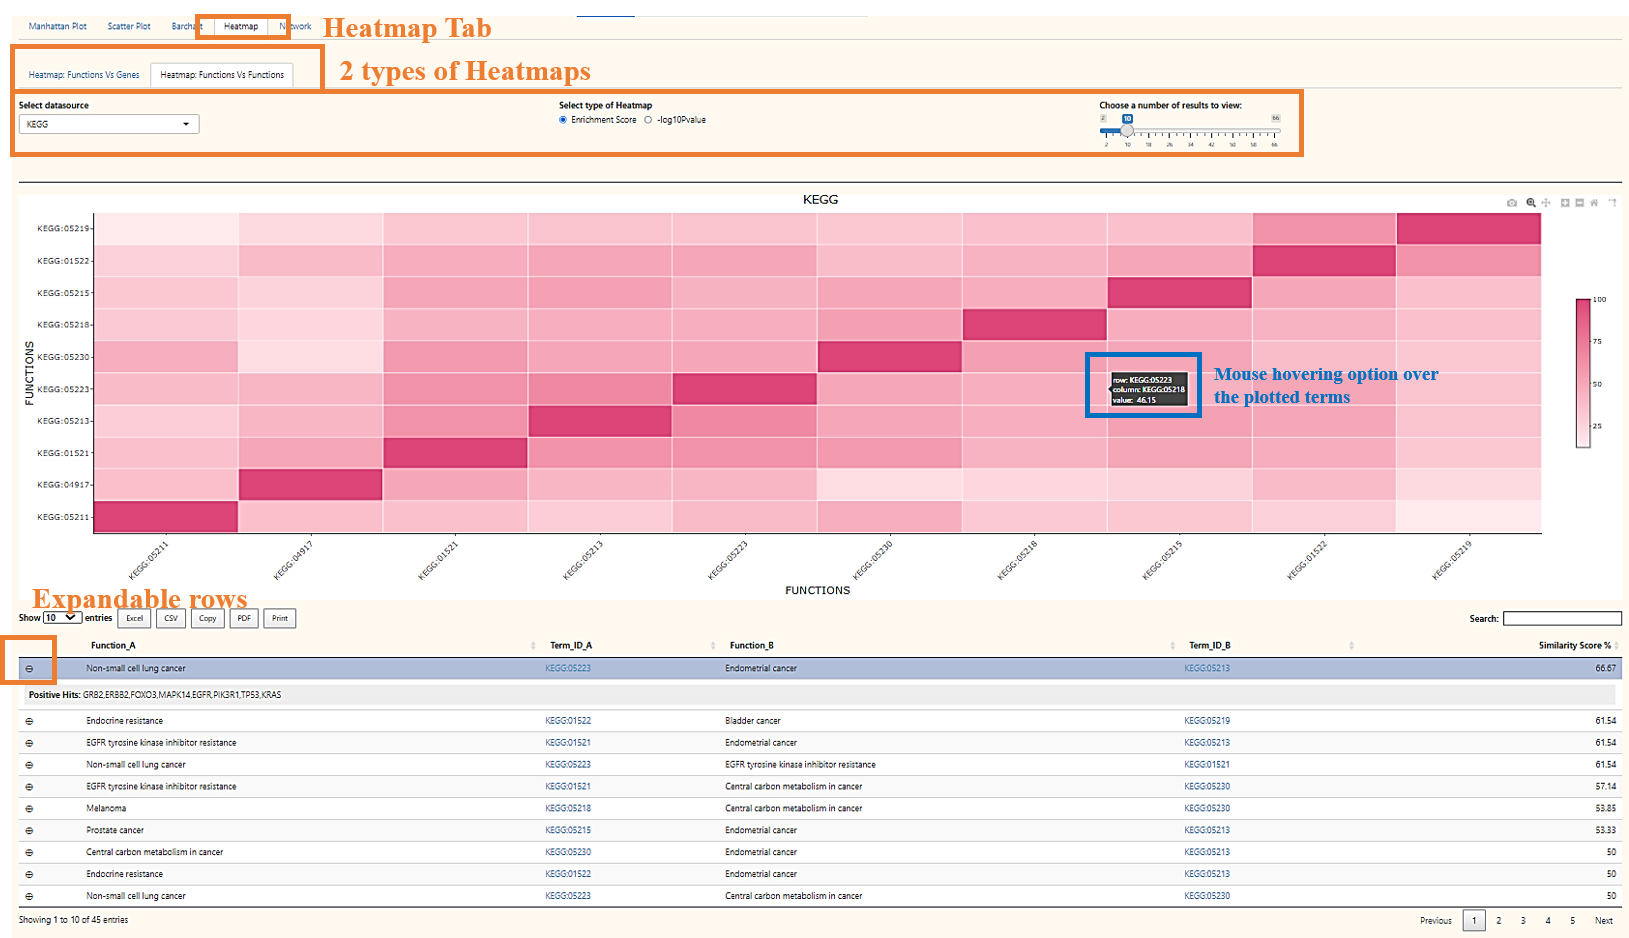 Manhattan Plot Scatter Plot Barchart Heatmap Network Heatmap Tab
Heatmap: Functions Vs Genes Heatmap: Functions Vs Functions 2 types of Heatmaps
Select datasource Select type of Heatmap Choose a number of results to view:
KEGG Enrichment Score -log10Pvalue
2 10 66
2 10 18 26 34 42 50 58 66
KEGG
KEGG:05219
KEGG:01522
KEGG:05215
KEGG:05218
KEGG:05230
KEGG:05223
KEGG:05213
KEGG:01521
KEGG:04917
KEGG:05211
FUNCTIONS
100
75
50
25
row: KEGG:05223
column: KEGG:05218
value: 46.15
Mouse hovering option over
the plotted terms
KEGG:05211 KEGG:04917 KEGG:01521 KEGG:05213 KEGG:05223 KEGG:05230 KEGG:05218 KEGG:05215 KEGG:01522 KEGG:05219
FUNCTIONS
Expandable rows
Show 10 entries Excel CSV Copy PDF Print Search:
Function_A Term_ID_A Function_B Term_ID_B Similarity Score %
Non-small cell lung cancer KEGG:05223 Endometrial cancer KEGG:05213 66.67
Positive Hits: GRB2,ERBB2,FOXO3,MAPK14,EGFR,PIK3R1,TP53,KRAS
Endocrine resistance KEGG:01522 Bladder cancer KEGG:05219 61.54
EGFR tyrosine kinase inhibitor resistance KEGG:01521 Endometrial cancer KEGG:05213 61.54
Non-small cell lung cancer KEGG:05223 EGFR tyrosine kinase inhibitor resistance KEGG:01521 61.54
EGFR tyrosine kinase inhibitor resistance KEGG:01521 Central carbon metabolism in cancer KEGG:05230 57.14
Melanoma KEGG:05218 Central carbon metabolism in cancer KEGG:05230 53.85
Prostate cancer KEGG:05215 Endometrial cancer KEGG:05213 53.33
Central carbon metabolism in cancer KEGG:05230 Endometrial cancer KEGG:05213 50
Endocrine resistance KEGG:01522 Endometrial cancer KEGG:05213 50
Non-small cell lung cancer KEGG:05223 Central carbon metabolism in cancer KEGG:05230 50
Showing 1 to 10 of 45 entries Previous 1 2 3 4 5 Next